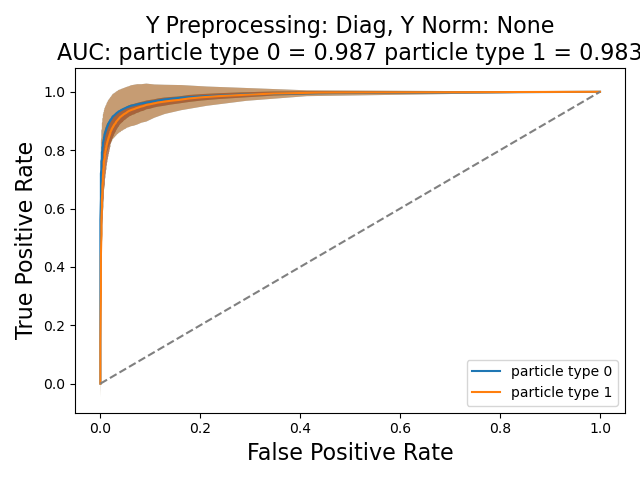 Y Preprocessing: Diag, Y Norm: None
AUC: particle type 0 = 0.987 particle type 1 = 0.983
True Positive Rate
1.0
0.8
0.6
0.4
0.2
0.0
particle type 0
particle type 1
0.0 0.2 0.4 0.6 0.8 1.0
False Positive Rate